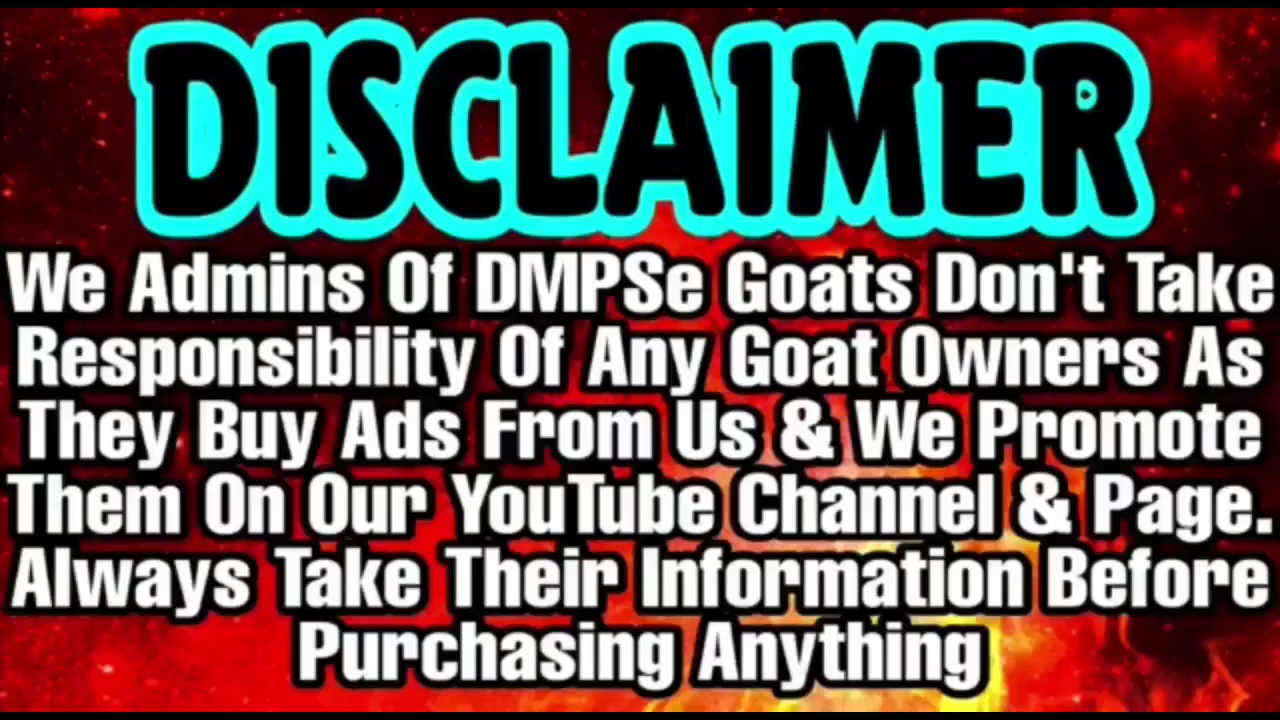 DISCLAIMER
We Admins Of DMPSe Goats Don't Take
Responsibility Of Any Goat Owners As
They Buy Ads From Us & We Promote
Them On Our YouTube Channel & Page.
Always Take Their Information Before
Purchasing Anything